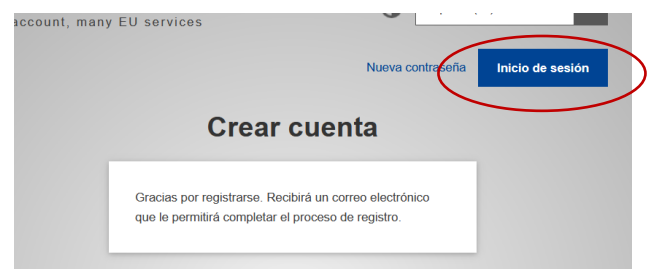 account, many EU services
Nueva contraseña
Inicio de sesión
Crear cuenta
Gracias por registrarse. Recibirá un correo electrónico
que le permitirá completar el proceso de registro.